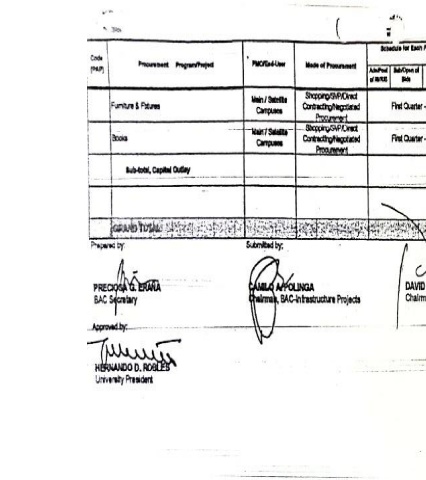 Schedule for Each
Code
(PAP)
Procurement Program/Project
PMO/End-User
Mode of Procurement
Ads/Post
of IB/REI
Sub/Open of
Bids
Furniture & Fixtures
Main / Satellite
Campuses
Shopping/SVP/Direct
Contracting/Negotiated
Procurement
First Quarter -
Books
Main / Satellite
Campuses
Shopping/SVP/Direct
Contracting/Negotiated
Procurement
First Quarter -
Sub-total, Capital Outlay
GRAND TOTAL
Prepared by:
Submitted by:
PRECIOSA G. ERAÑA
BAC Secretary
CAMILO A. POLINGA
Chairman, BAC-Infrastructure Projects
DAVID
Chairm
Approved by:
HERNANDO D. ROBLES
University President